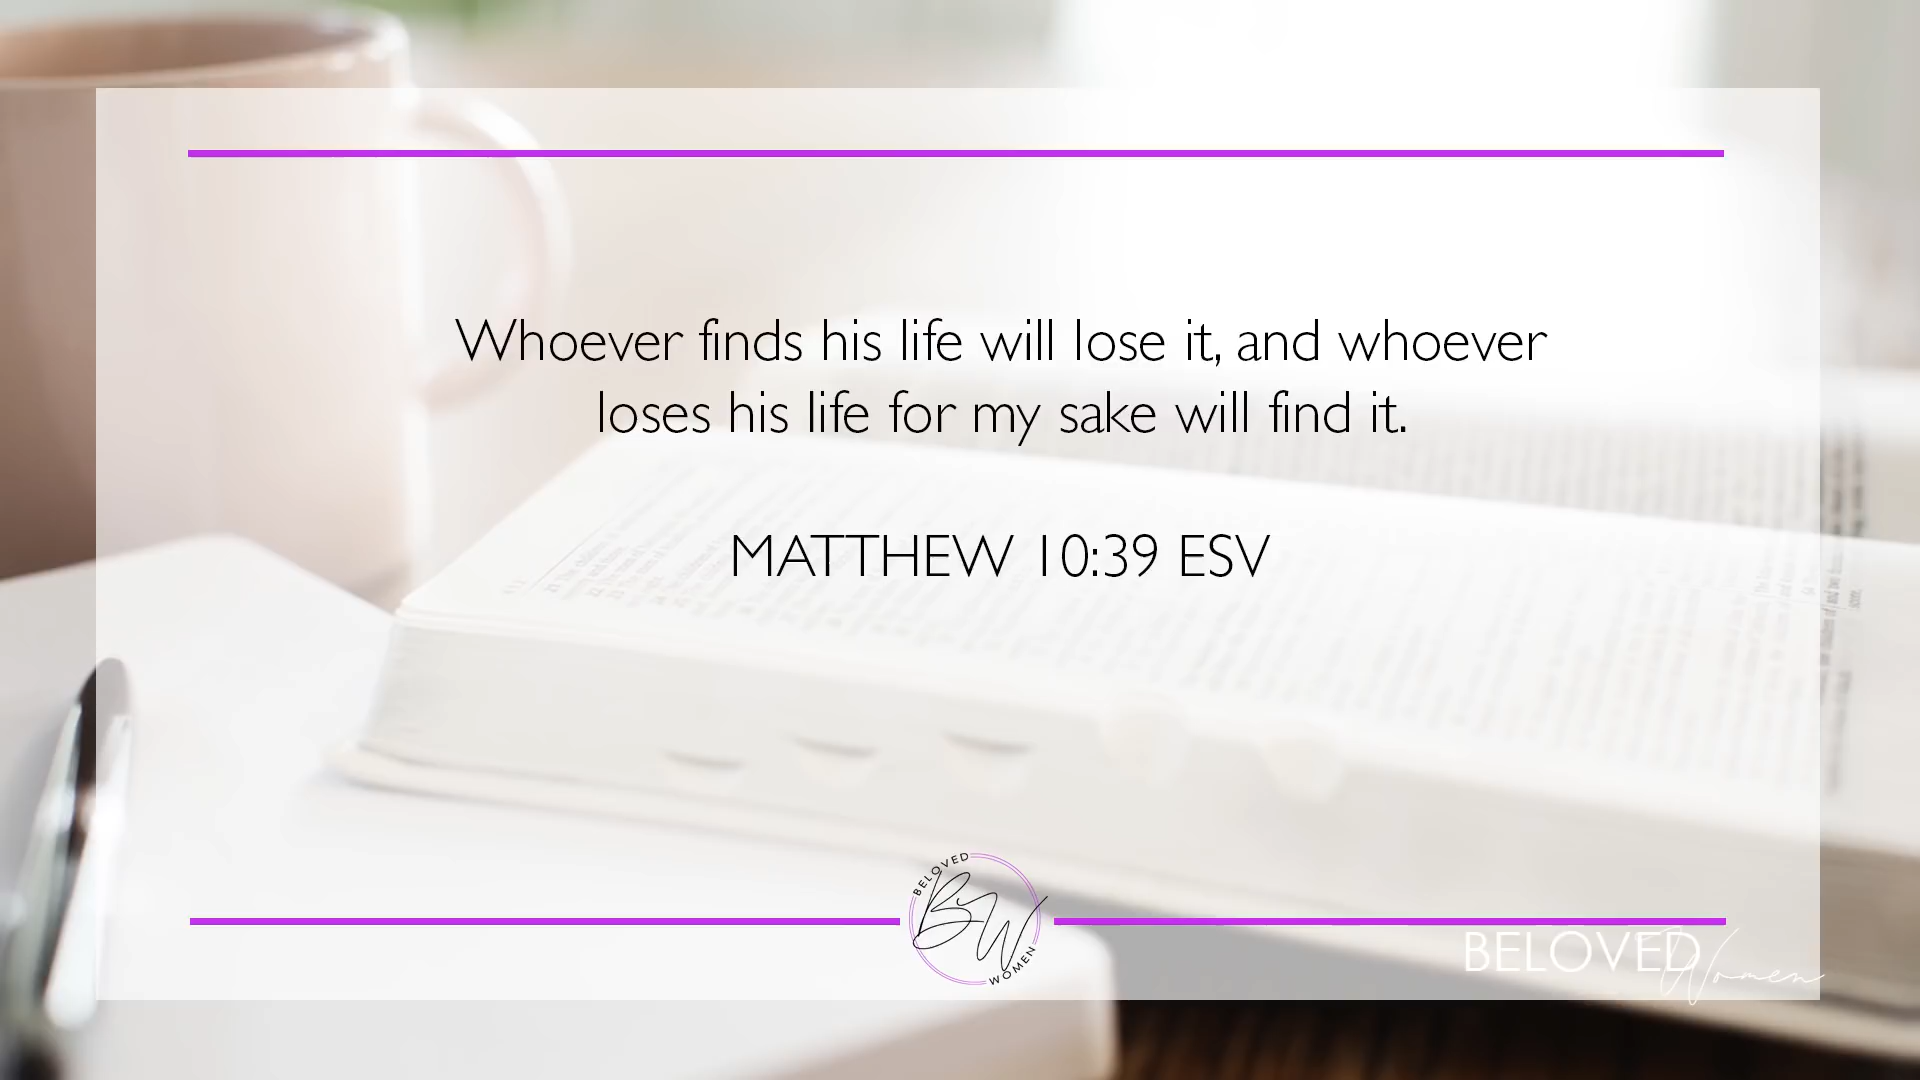 Whoever finds his life will lose it, and whoever
loses his life for my sake will find it.
MATTHEW 10:39 ESV
BELOVED
BW
WOMEN
BELOVED
Women